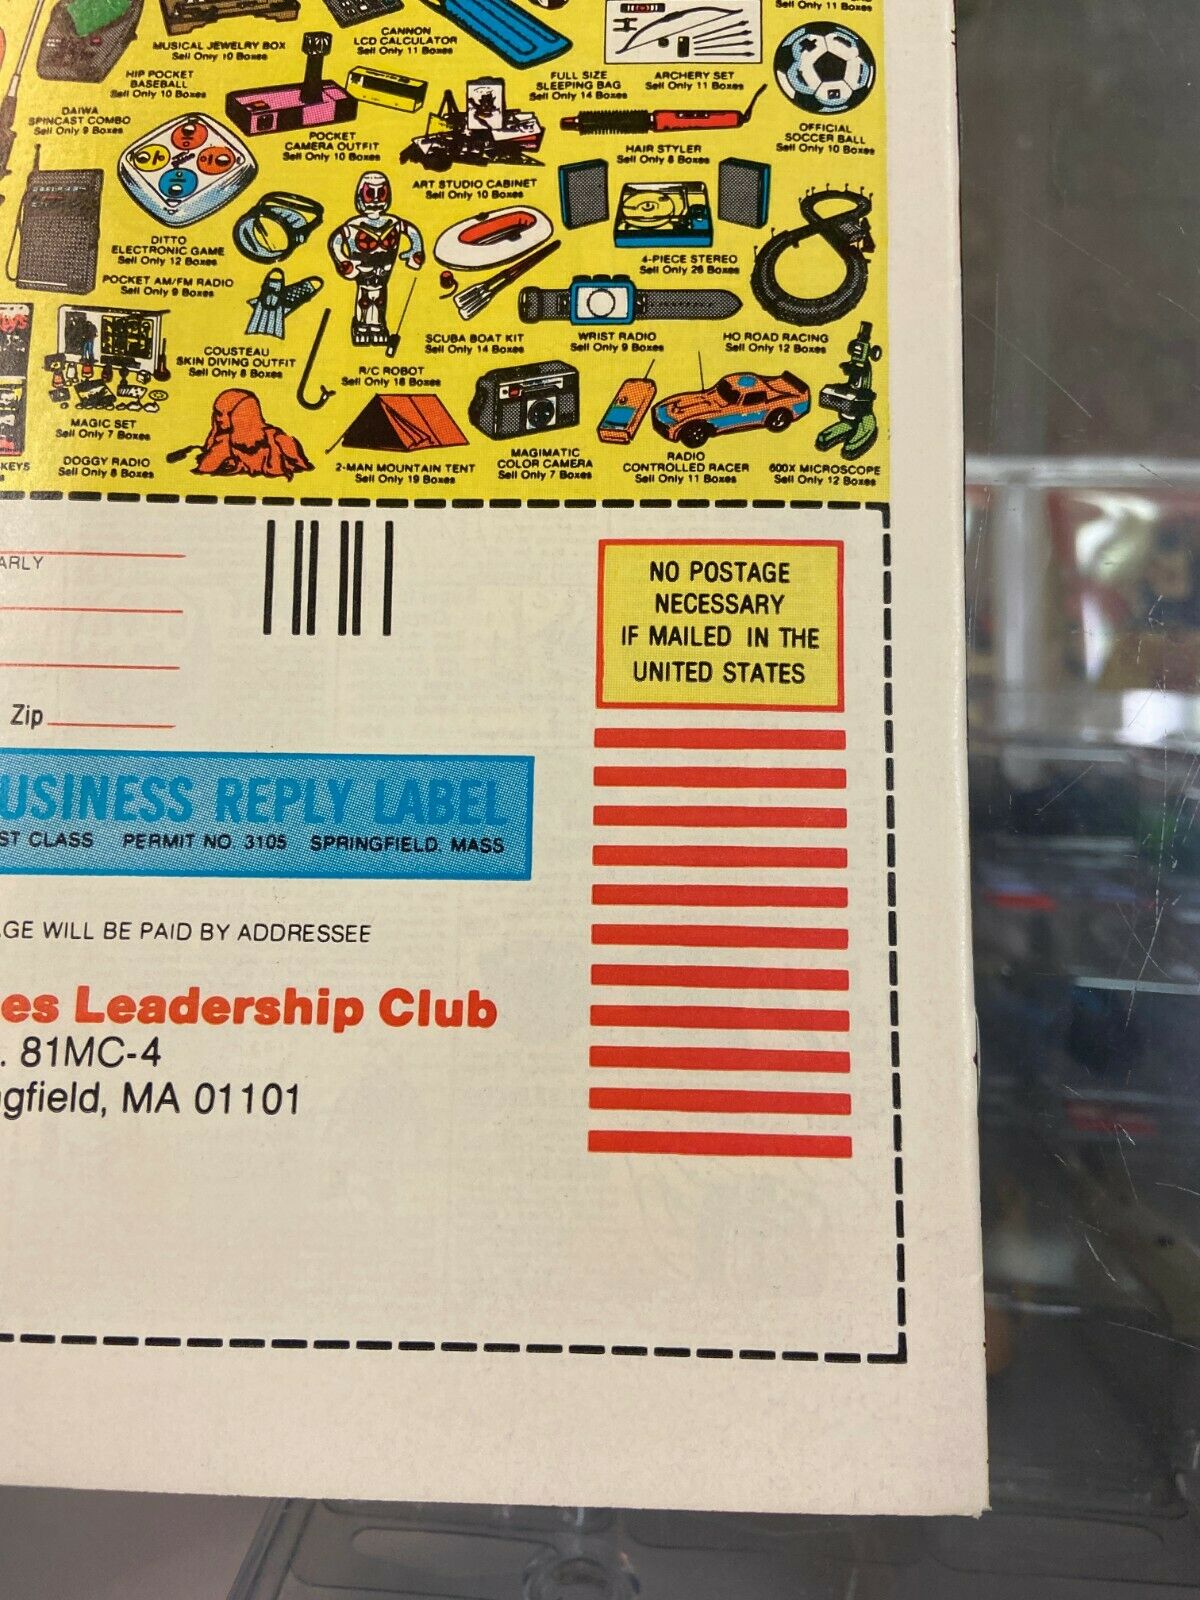 Sell Only 11 Boxes
MUSICAL JEWELRY BOX
Sell Only 10 Boxes
CANNON
LCD CALCULATOR
Sell Only 11 Boxes
HIP POCKET
BASEBALL
Sell Only 10 Boxes
FULL SIZE
SLEEPING BAG
Sell Only 14 Boxes
ARCHERY SET
Sell Only 11 Boxes
DAIWA
SPINCAST COMBO
Sell Only 9 Boxes
POCKET
CAMERA OUTFIT
Sell Only 10 Boxes
HAIR STYLER
Sell Only 8 Boxes
OFFICIAL
SOCCER BALL
Sell Only 10 Boxes
ART STUDIO CABINET
Sell Only 10 Boxes
DITTO
ELECTRONIC GAME
Sell Only 12 Boxes
4-PIECE STEREO
Sell Only 26 Boxes
POCKET AM/FM RADIO
Sell Only 9 Boxes
SCUBA BOAT KIT
Sell Only 14 Boxes
WRIST RADIO
Sell Only 9 Boxes
HO ROAD RACING
Sell Only 12 Boxes
COUSTEAU
SKIN DIVING OUTFIT
Sell Only 8 Boxes
R/C ROBOT
Sell Only 18 Boxes
MAGIC SET
Sell Only 7 Boxes
KEYS
DOGGY RADIO
Sell Only 8 Boxes
2-MAN MOUNTAIN TENT
Sell Only 19 Boxes
MAGIMATIC
COLOR CAMERA
Sell Only 7 Boxes
RADIO
CONTROLLED RACER
Sell Only 11 Boxes
600X MICROSCOPE
Sell Only 12 Boxes
ARLY
Zip
NO POSTAGE
NECESSARY
IF MAILED IN THE
UNITED STATES
USINESS REPLY LABEL
ST CLASS PERMIT NO. 3105 SPRINGFIELD, MASS
GE WILL BE PAID BY ADDRESSEE
es Leadership Club
. 81MC-4
gfield, MA 01101